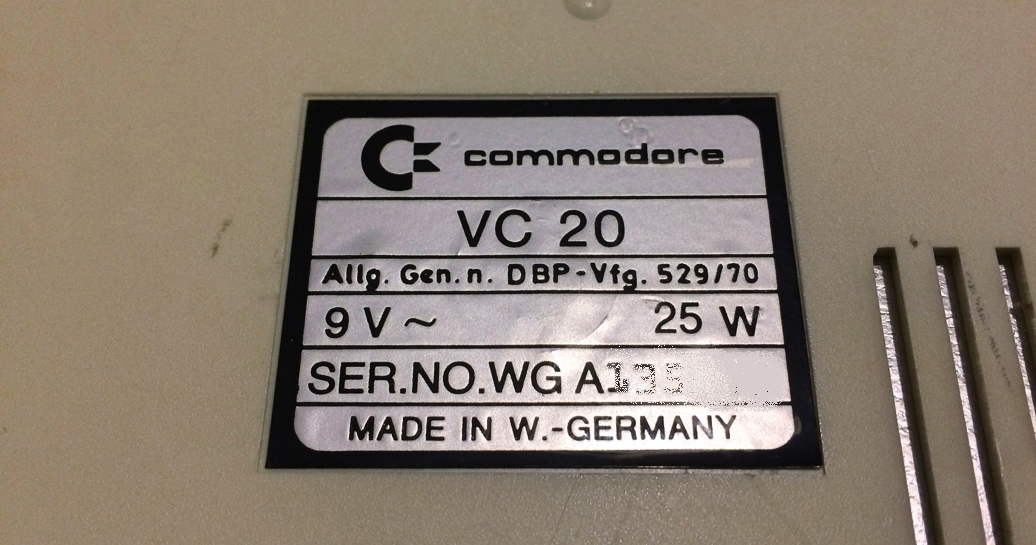 commodore
VC 20
Allg. Gen. n. DBP-Vfg. 529/70
9 V ~ 25 W
SER.NO.WG A
MADE IN W.-GERMANY